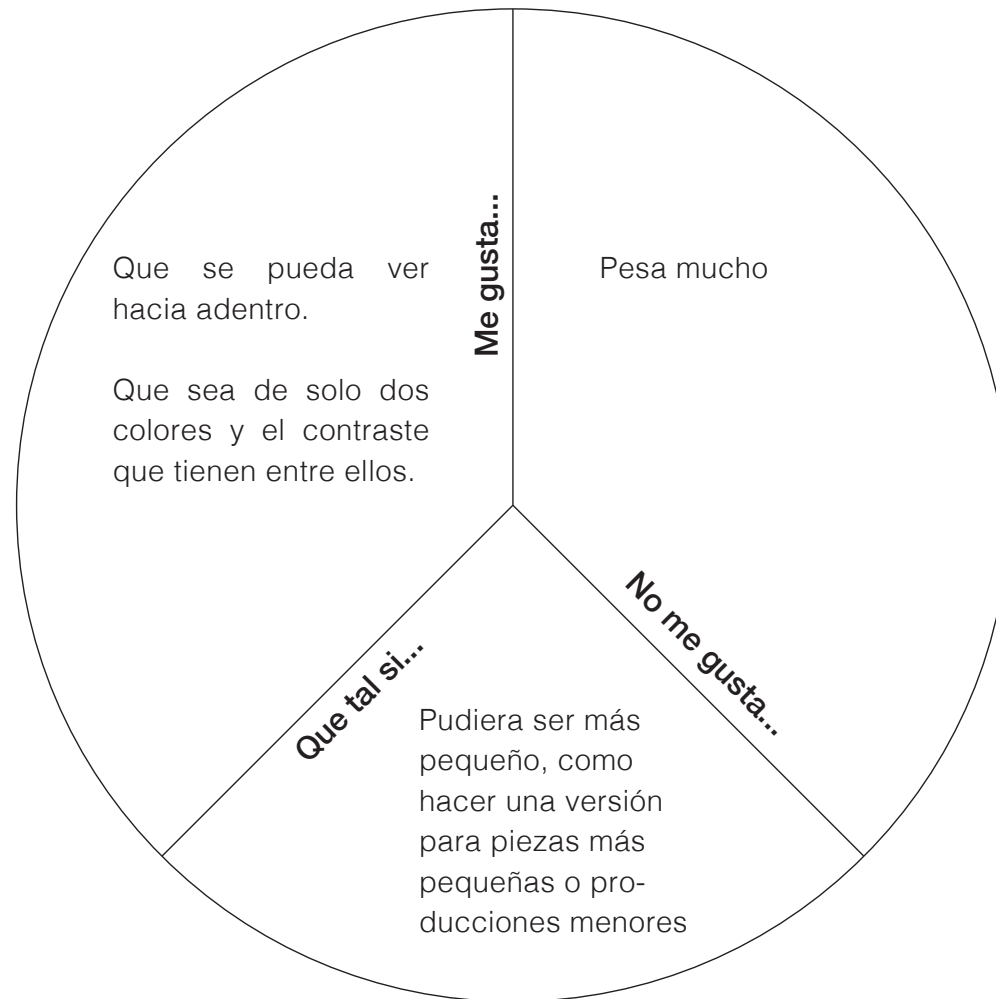 Me gusta...
Que se pueda ver
hacia adentro.
Que sea de solo dos
colores y el contraste
que tienen entre ellos.
No me gusta...
Pesa mucho
Que tal si...
Pudiera ser más
pequeño, como
hacer una versión
para piezas más
pequeñas o pro-
ducciones menores